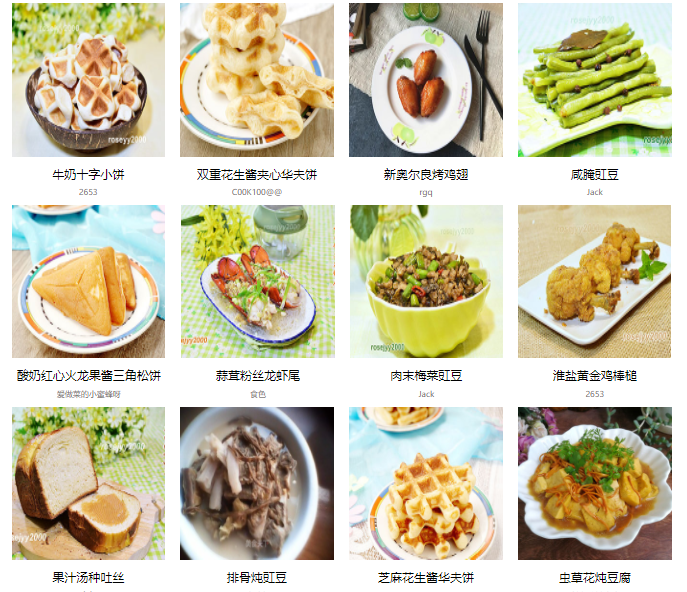 roseyy2000
roseyy2000
牛奶十字小饼
双重花生酱夹心华夫饼
新奥尔良烤鸡翅
咸腌豇豆
2653
C00K100@@
rgq
Jack
rosejyy2000
rosejyy2000
酸奶红心火龙果酱三角松饼
蒜茸粉丝龙虾尾
肉末梅菜豇豆
淮盐黄金鸡棒槌
爱做菜的小蜜蜂呀
食色
Jack
2653
果汁汤种吐丝
排骨炖豇豆
芝麻花生酱华夫饼
虫草花炖豆腐